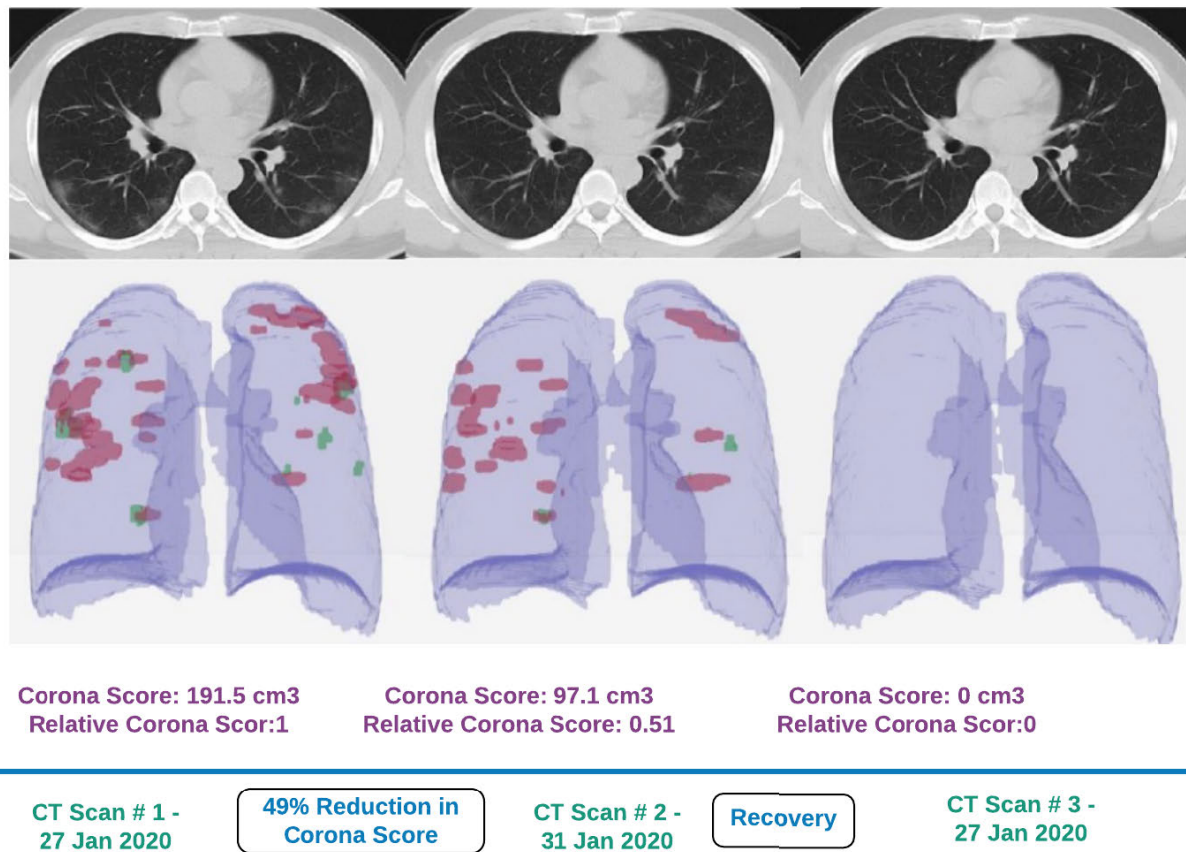 Corona Score: 191.5 cm3
Relative Corona Scor:1
Corona Score: 97.1 cm3
Relative Corona Score: 0.51
Corona Score: 0 cm3
Relative Corona Scor:0
CT Scan # 1 -
27 Jan 2020
49% Reduction in
Corona Score
CT Scan # 2 -
31 Jan 2020
Recovery
CT Scan # 3 -
27 Jan 2020